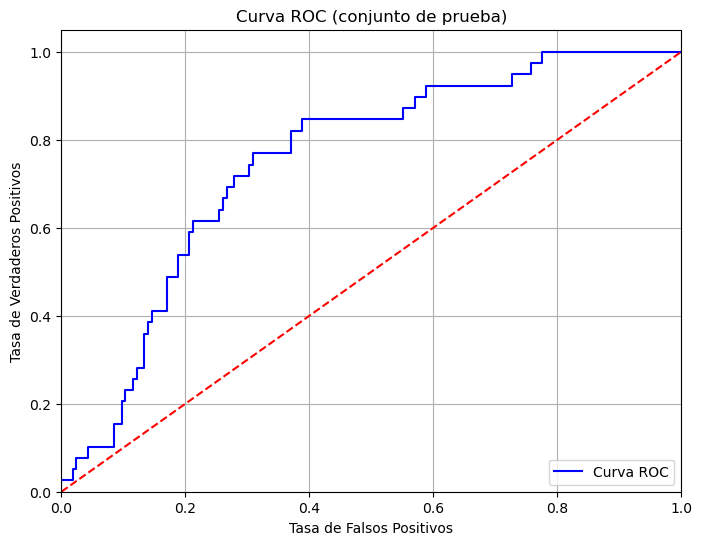 Curva ROC (conjunto de prueba)
Tasa de Verdaderos Positivos
1.0
0.8
0.6
0.4
0.2
0.0
0.0 0.2 0.4 0.6 0.8 1.0
Tasa de Falsos Positivos
Curva ROC